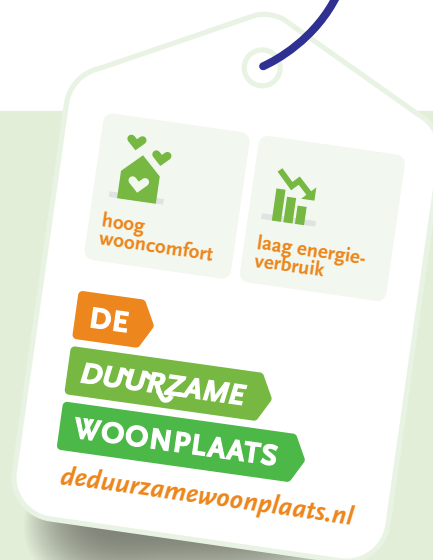 hoog
wooncomfort
laag energie-
verbruik
DE
DUURZAME
WOONPLAATS
deduurzamewoonplaats.nl